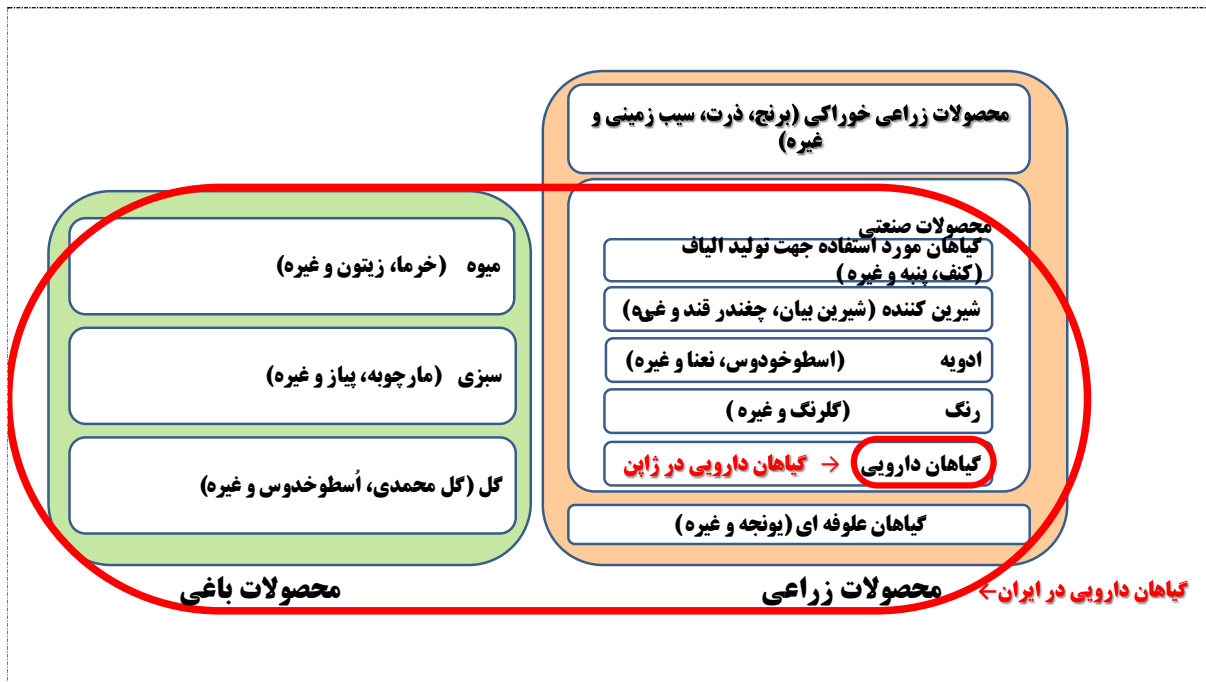 محصولات زراعی خوراکی (برنج، ذرت، سیب زمینی و
غیره)
محصولات صنعتی
گیاهان مورد استفاده جهت تولید الیاف
(کنف، پنبه و غیره )
شیرین کننده (شیرین بیان، چغندر قند و غیه)
ادویه (اسطوخودوس، نعنا و غیره)
رنگ (گلرنگ و غیره )
گیاهان دارویی → گیاهان دارویی در ژاپن
گیاهان علوفه ای (یونجه و غیره)
محصولات زراعی
میوه (خرما، زیتون و غیره)
سبزی (مارچوبه، پیاز و غیره)
گل (گل محمدی، اُسطوخدوس و غیره)
محصولات باغی
گیاهان دارویی در ایران←